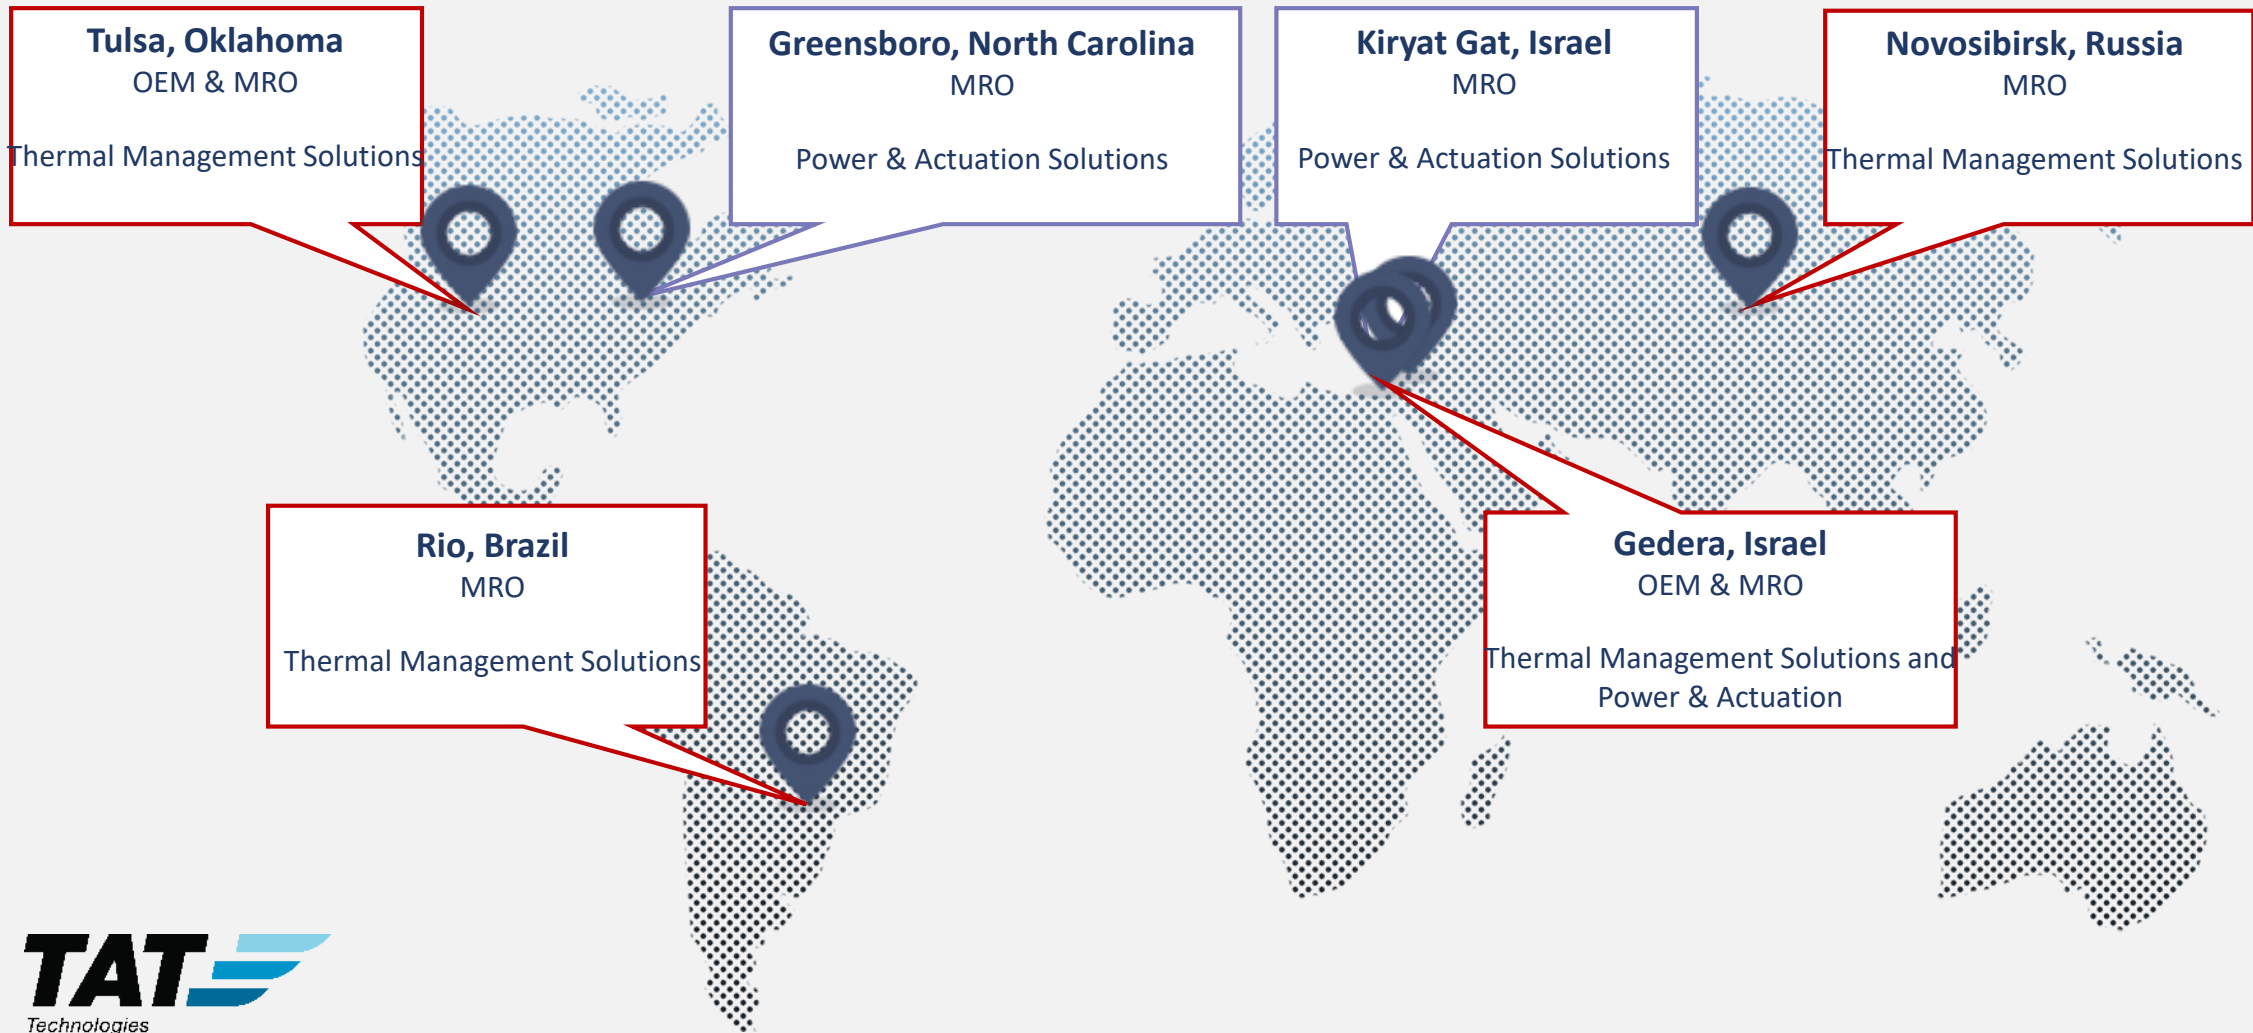 Tulsa, Oklahoma
OEM & MRO
Thermal Management Solutions
Greensboro, North Carolina
MRO
Power & Actuation Solutions
Kiryat Gat, Israel
MRO
Power & Actuation Solutions
Novosibirsk, Russia
MRO
Thermal Management Solutions
Rio, Brazil
MRO
Thermal Management Solutions
Gedera, Israel
OEM & MRO
Thermal Management Solutions and
Power & Actuation
TAT
Technologies